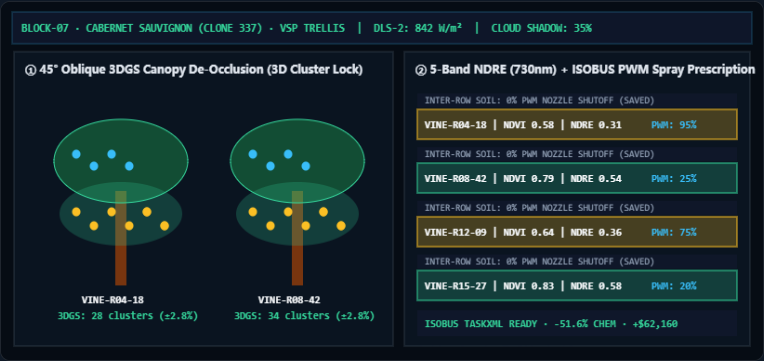 BLOCK-07 · CABERNET SAUVIGNON (CLONE 337) · VSP TRELLIS | DLS-2: 842 W/m² | CLOUD SHADOW: 35%
① 45° Oblique 3DGS Canopy De-Occlusion (3D Cluster Lock)
VINE-R04-18
3DGS: 28 clusters (±2.8%)
VINE-R08-42
3DGS: 34 clusters (±2.8%)
② 5-Band NDRE (730nm) + ISOBUS PWM Spray Prescription
INTER-ROW SOIL: 0% PWM NOZZLE SHUTOFF (SAVED)
VINE-R04-18 | NDVI 0.58 | NDRE 0.31 PWM: 95%
INTER-ROW SOIL: 0% PWM NOZZLE SHUTOFF (SAVED)
VINE-R08-42 | NDVI 0.79 | NDRE 0.54 PWM: 25%
INTER-ROW SOIL: 0% PWM NOZZLE SHUTOFF (SAVED)
VINE-R12-09 | NDVI 0.64 | NDRE 0.36 PWM: 75%
INTER-ROW SOIL: 0% PWM NOZZLE SHUTOFF (SAVED)
VINE-R15-27 | NDVI 0.83 | NDRE 0.58 PWM: 20%
ISOBUS TASKXML READY · -51.6% CHEM · +$62,160